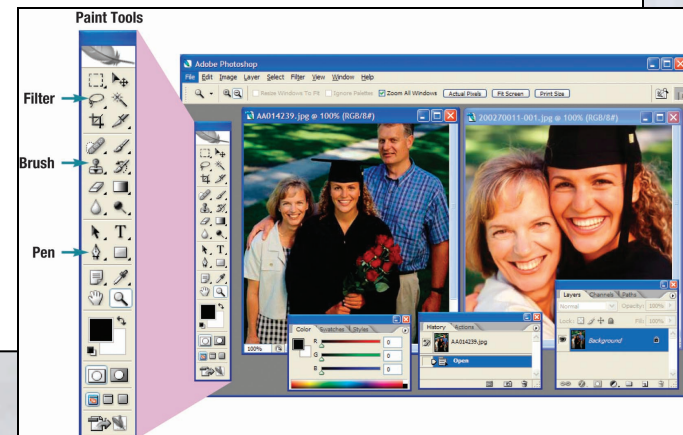 Paint Tools
Filter
Brush
Pen
Adobe Photoshop
File Edit Image Layer Select Filter View Window Help
Resize Windows To Fit Ignore Palettes Zoom All Windows Actual Pixels Fit Screen Print Size
AA014239.jpg @ 100% (RGB/8#)
200270011-001.jpg @ 100% (RGB/8#)
T
T
100%
Color Swatches Styles
R 0
G 0
B 0
History Actions
AA014239.jpg
Open
Layers Channels Paths
Normal Opacity: 100%
Lock: Fill: 100%
Background